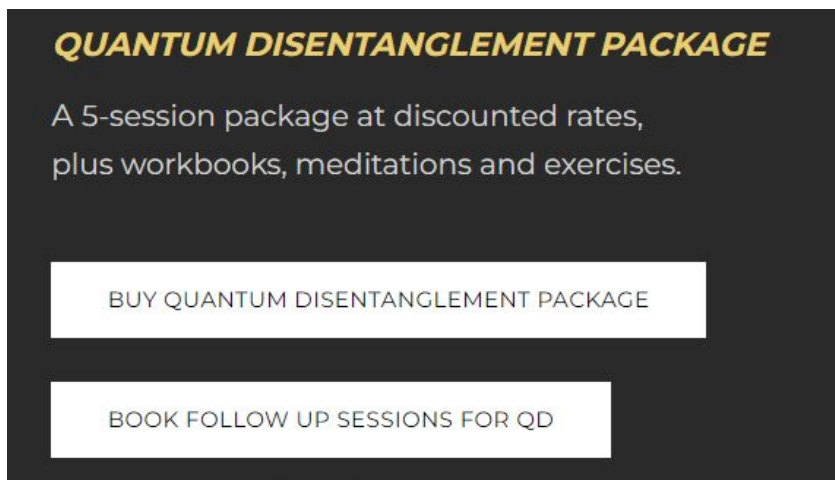 QUANTUM DISENTANGLEMENT PACKAGE
A 5-session package at discounted rates,
plus workbooks, meditations and exercises.
BUY QUANTUM DISENTANGLEMENT PACKAGE
BOOK FOLLOW UP SESSIONS FOR QD